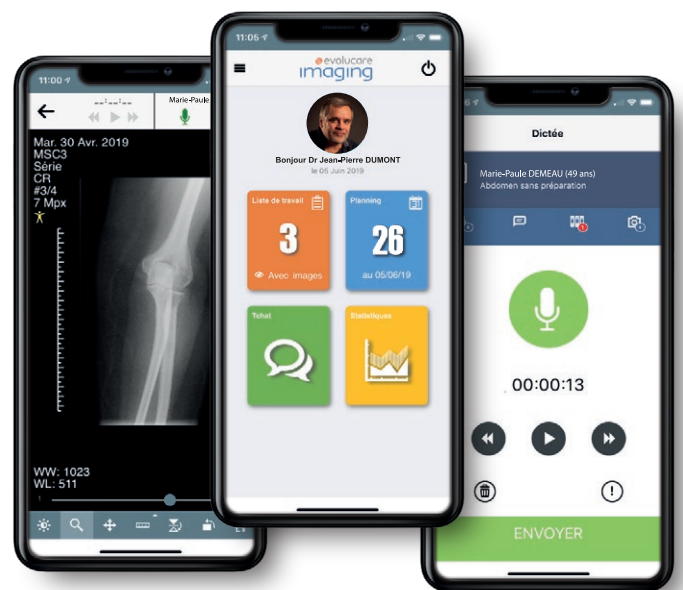 11:00
Marie-Paule
Mar. 30 Avr. 2019
MSC3
Série
CR
#3/4
7 Mpx
WW: 1023
WL: 511
1
11:05
evolucare
imaging
Bonjour Dr Jean-Pierre DUMONT
le 05 Juin 2019
Liste de travail
3
Avec images
Planning
26
au 05/06/19
Tchat
Statistiques
Dictée
Marie-Paule DEMEAU (49 ans)
Abdomen sans préparation
1
00:00:13
ENVOYER